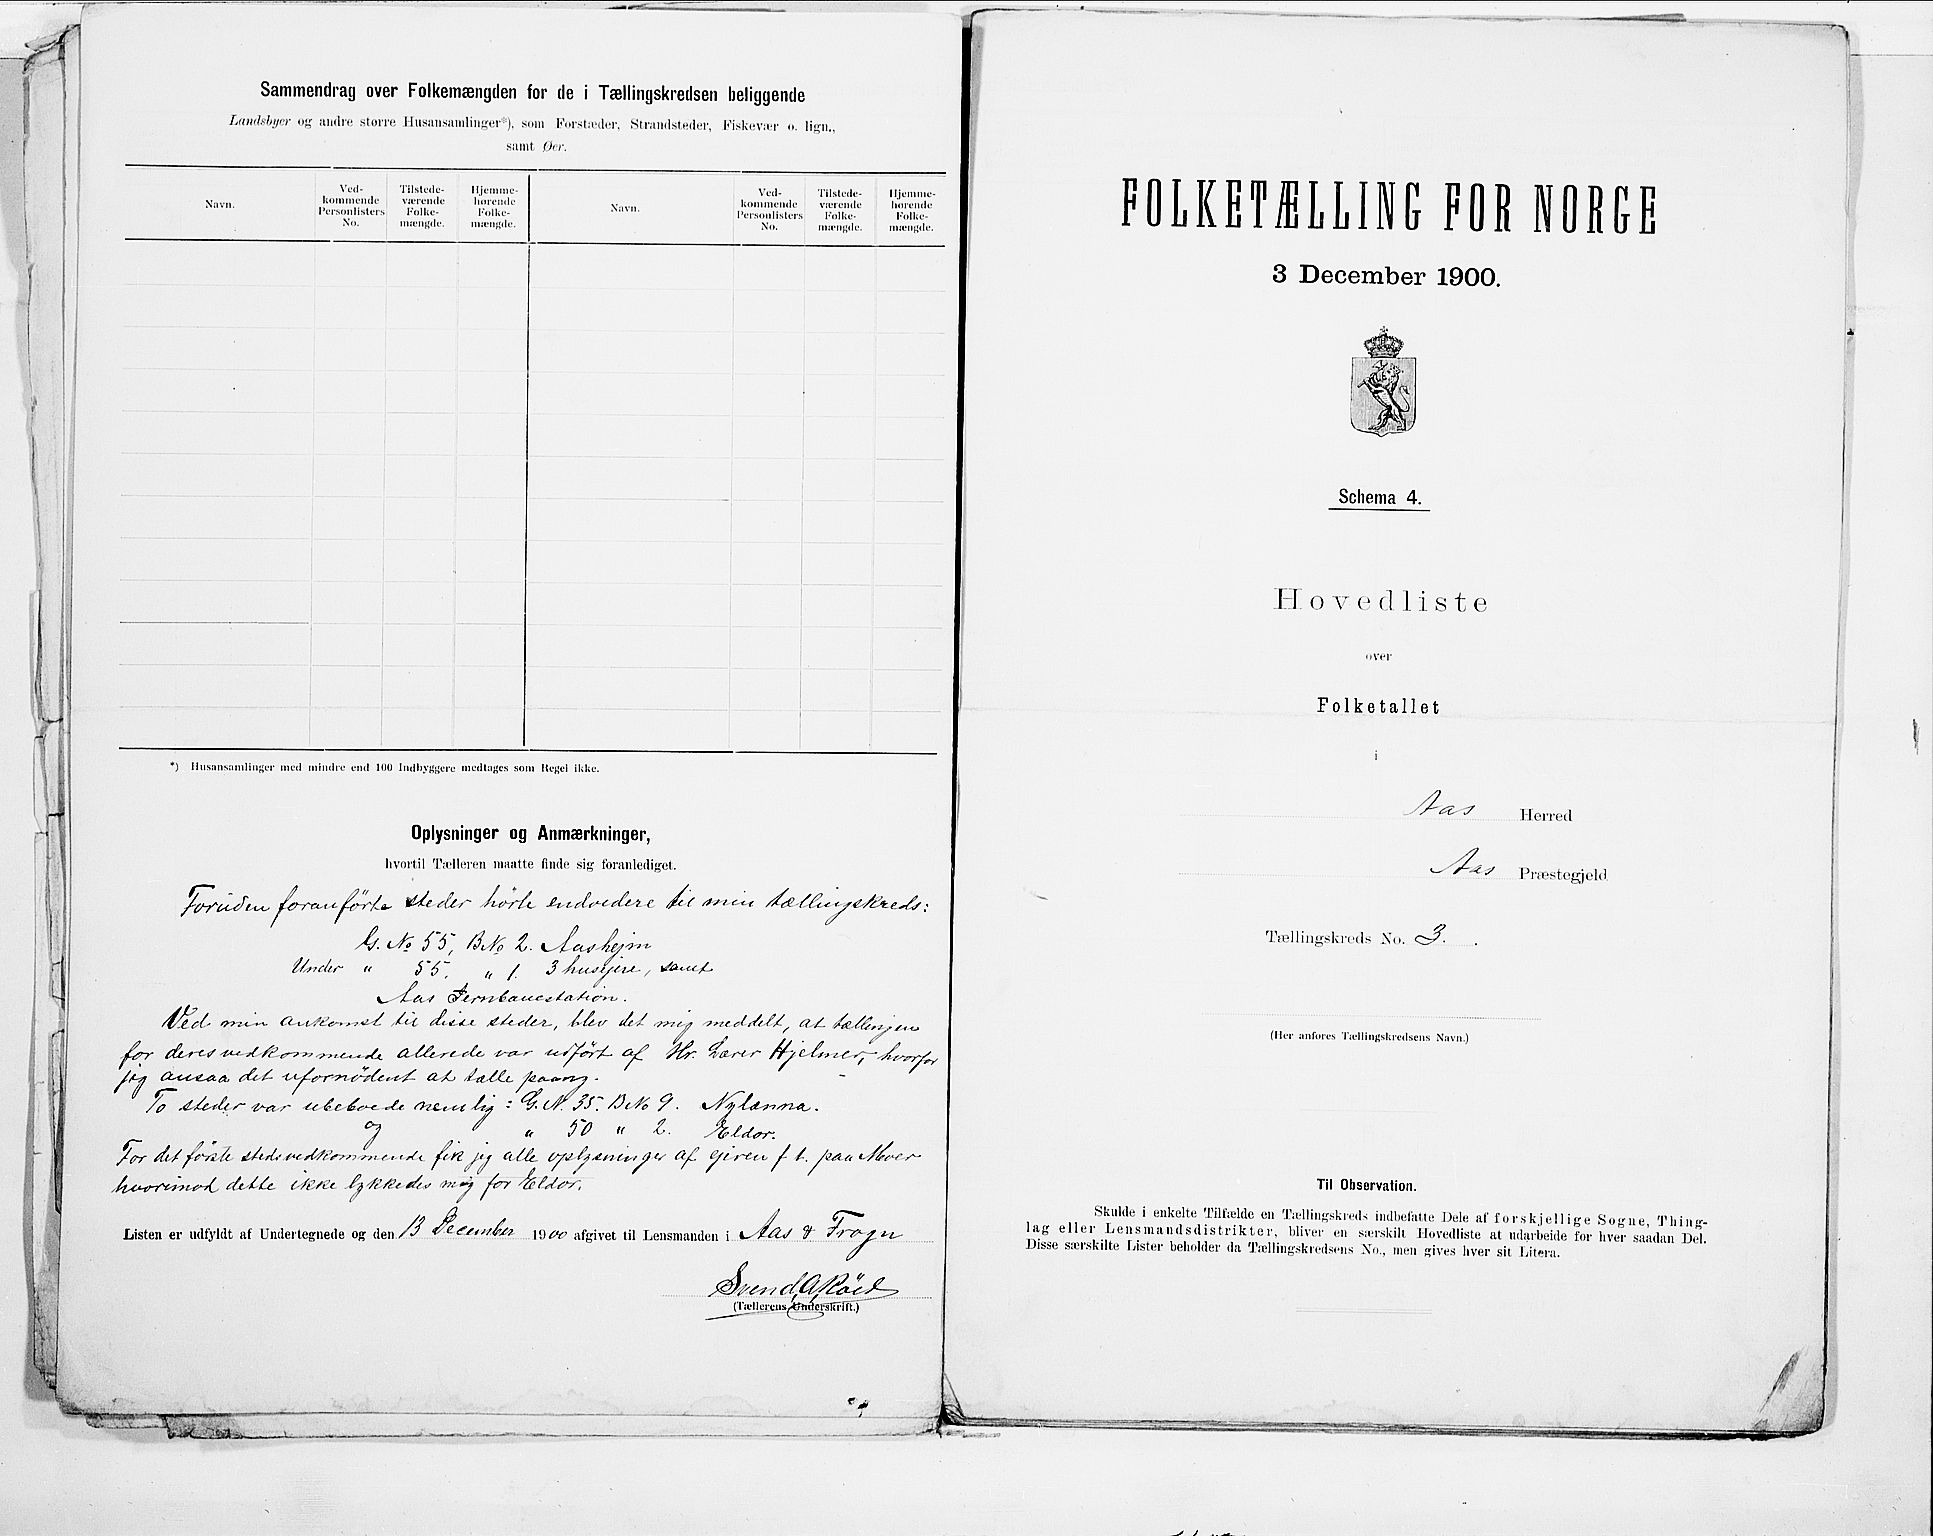 Sammendrag over Folkemængden for de i Tællingskredsen beliggende
Landsbyer og andre større Husansamlinger*), som Forstæder, Strandsteder, Fiskevær o. lign.,
samt Øer.
Navn.
Ved-
kommende
Personlisters
No.
Tilstede-
værende
Folke-
mængde.
Hjemme-
hørende
Folke-
mængde.
Navn.
Ved-
kommende
Personlisters
No.
Tilstede-
værende
Folke-
mængde.
Hjemme-
hørende
Folke-
mængde.
*) Husansamlinger med mindre end 100 Indbyggere medtages som Regel ikke.
Oplysninger og Anmærkninger,
hvortil Tælleren maatte finde sig foranlediget.
Foruden foranførte steder hörte endvidere til min tællingskreds:
G. No 55, B No 2. Aashejm
Under " 55. " 1. 3 husejere, samt
Aas Jernbanestation.
Ved min ankomst til disse steder, blev det mig meddelt, at tællingen
for deres vedkommende allerede var udfört af Hr. Lærer Hjelmer, hvorfor
jeg ansaa det ufornödent at tælle paany.
To steder var ubeboede nemlig: G. N. 35. B No 9. Nylænna.
og " 50 " 2. Eldor.
For det förste steds vedkommende fik jeg alle oplysninger af ejeren f. t. paa Moer
hvorimod dette ikke lykkedes mig for Eldor.
Listen er udfyldt af Undertegnede og den 13 December 1900 afgivet til Lensmanden i Aas & Frogn
Svend A. Röed
(Tællerens Underskrift.)
FOLKETÆLLING FOR NORGE
3 December 1900.
Schema 4.
Hovedliste
over
Folketallet
i
Aas Herred
Aas Præstegjeld
Tællingskreds No. 3.
(Her anføres Tællingskredsens Navn.)
Til Observation.
Skulde i enkelte Tilfælde en Tællingskreds indbefatte Dele af forskjellige Sogne, Thing-
lag eller Lensmandsdistrikter, bliver en særskilt Hovedliste at udarbeide for hver saadan Del.
Disse særskilte Lister beholder da Tællingskredsens No., men gives hver sit Litera.